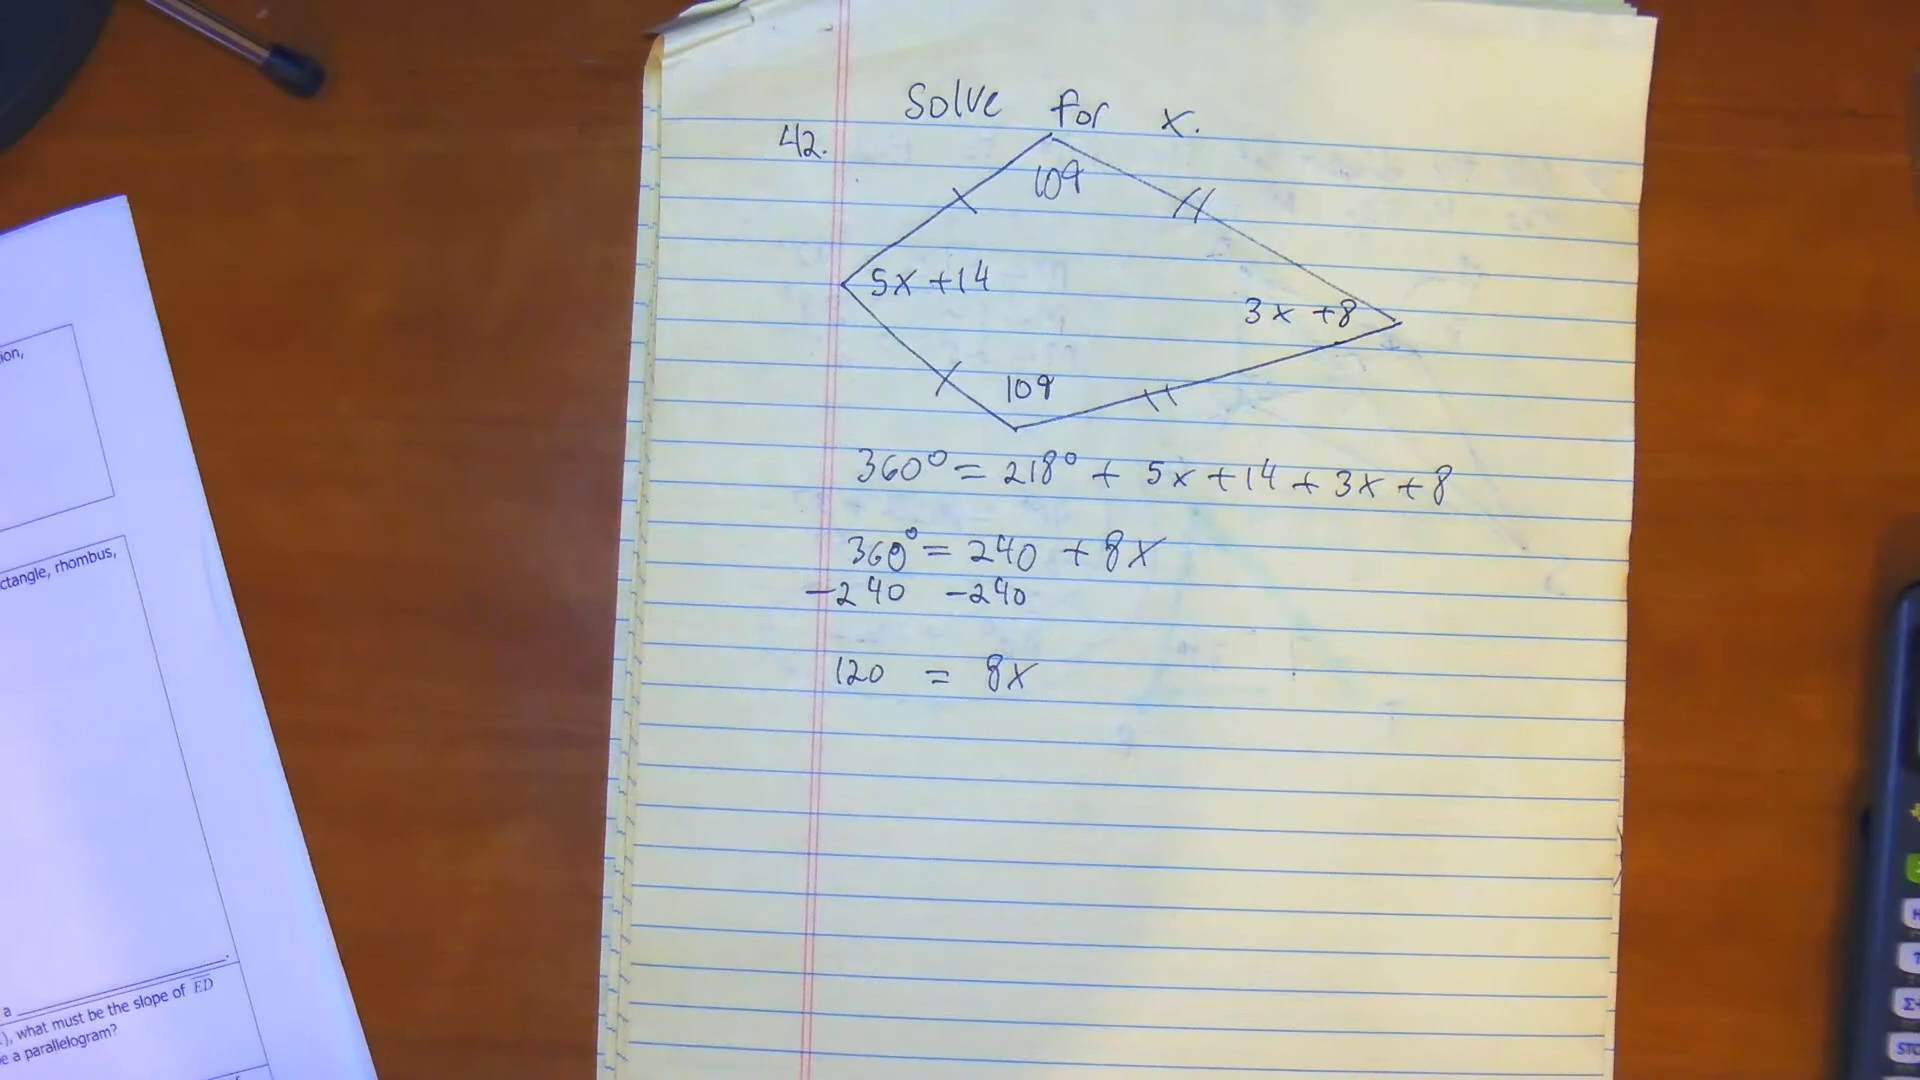 Solve for x.
42.
109
5x +14
3x +8
109
360° = 218° + 5x + 14 + 3x + 8
360° = 240 + 8x
-240 -240
120 = 8x
ion,
ctangle, rhombus,
a
), what must be the slope of ED
e a parallelogram?